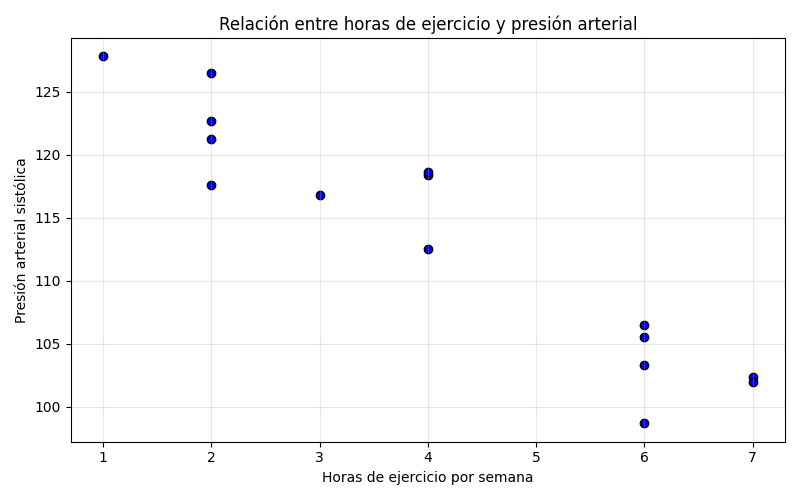 Relación entre horas de ejercicio y presión arterial
Presión arterial sistólica
125
120
115
110
105
100
1 2 3 4 5 6 7
Horas de ejercicio por semana